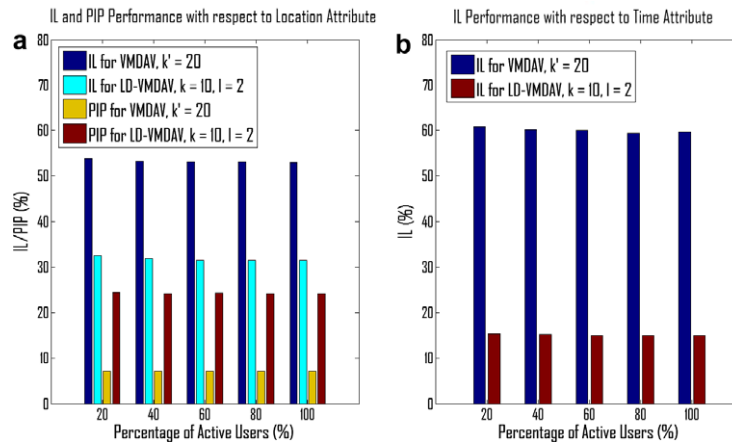 IL and PIP Performance with respect to Location Attribute
a
80
70
60
50
40
30
20
10
0
IL/PIP (%)
IL for VMDAV, k' = 20
IL for LD-VMDAV, k = 10, l = 2
PIP for VMDAV, k' = 20
PIP for LD-VMDAV, k = 10, l = 2
20 40 60 80 100
Percentage of Active Users (%)
IL Performance with respect to Time Attribute
b
80
70
60
50
40
30
20
10
0
IL (%)
IL for VMDAV, k' = 20
IL for LD-VMDAV, k = 10, l = 2
20 40 60 80 100
Percentage of Active Users (%)